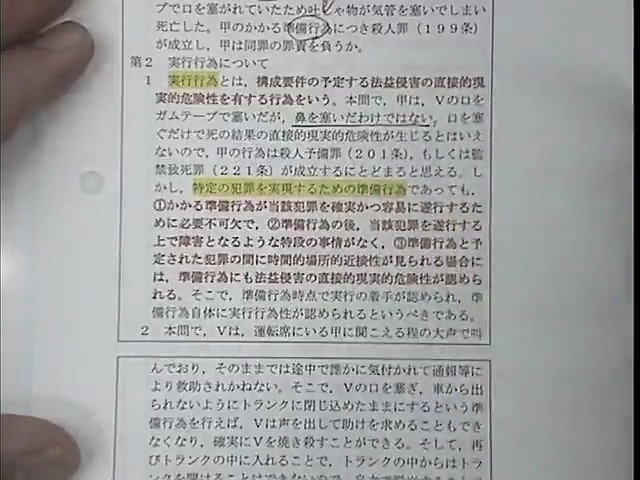 プで口を塞がれていたため吐しゃ物が気管を塞いでしまい
死亡した。甲のかかる準備行為につき殺人罪（１９９条）
が成立し、甲は同罪の罪責を負うか。
第２　実行行為について
１　実行行為とは、構成要件の予定する法益侵害の直接的現
実的危険性を有する行為をいう。本問で、甲は、Ｖの口を
ガムテープで塞いだが、鼻を塞いだわけではない。口を塞
ぐだけで死の結果の直接的現実的危険性が生じるとはいえ
ないので、甲の行為は殺人予備罪（２０１条）、もしくは監
禁致死罪（２２１条）が成立するにとどまると思える。し
かし、特定の犯罪を実現するための準備行為であっても、
①かかる準備行為が当該犯罪を確実かつ容易に遂行するた
めに必要不可欠で、②準備行為の後、当該犯罪を遂行する
上で障害となるような特段の事情がなく、③準備行為と予
定された犯罪の間に時間的場所的近接性が見られる場合に
は、準備行為にも法益侵害の直接的現実的危険性が認めら
れる。そこで、準備行為時点で実行の着手が認められ、準
備行為自体に実行行為性が認められるというべきである。
２　本問で、Ｖは、運転席にいる甲に聞こえる程の大声で叫
んでおり、そのままでは途中で誰かに気付かれて通報等に
より救助されかねない。そこで、Ｖの口を塞ぎ、車から出
られないようにトランクに閉じ込めたままにするという準
備行為を行えば、Ｖは声を出して助けを求めることもでき
なくなり、確実にＶを焼き殺すことができる。そして、再
びトランクの中に入れることで、トランクの中からはトラ